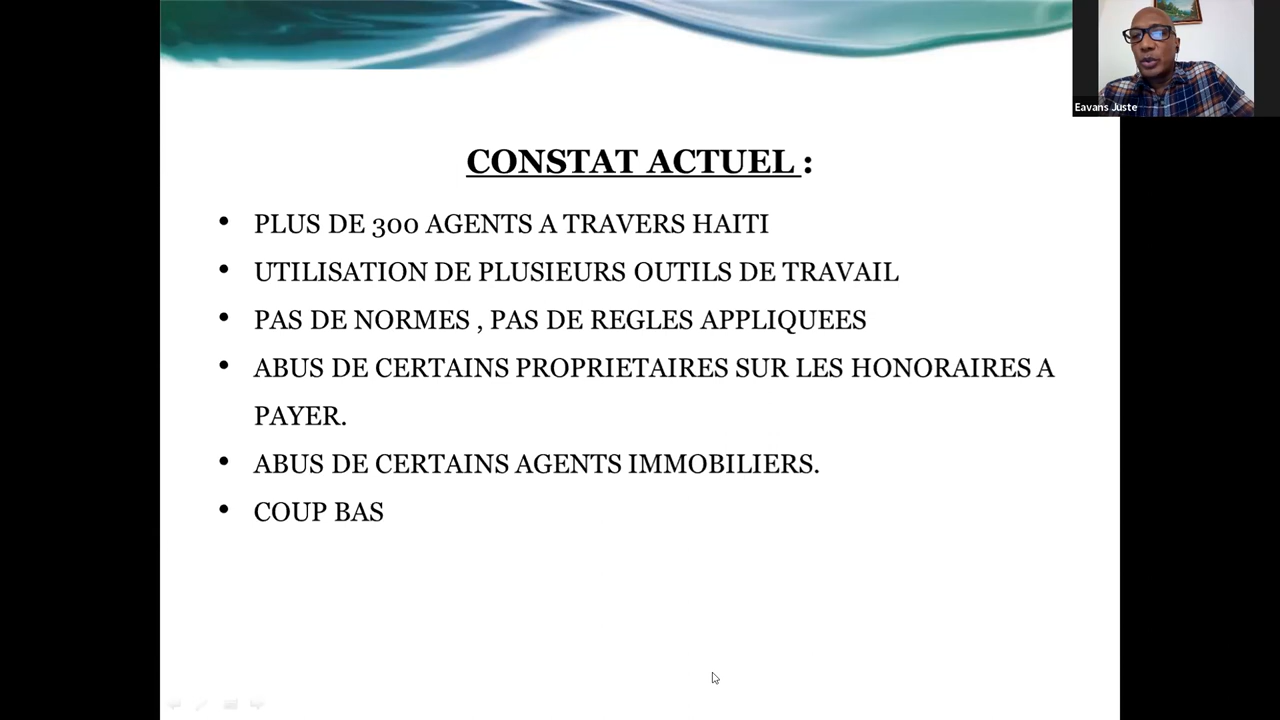 Eavans Juste
CONSTAT ACTUEL :
• PLUS DE 300 AGENTS A TRAVERS HAITI
• UTILISATION DE PLUSIEURS OUTILS DE TRAVAIL
• PAS DE NORMES , PAS DE REGLES APPLIQUEES
• ABUS DE CERTAINS PROPRIETAIRES SUR LES HONORAIRES A
PAYER.
• ABUS DE CERTAINS AGENTS IMMOBILIERS.
• COUP BAS